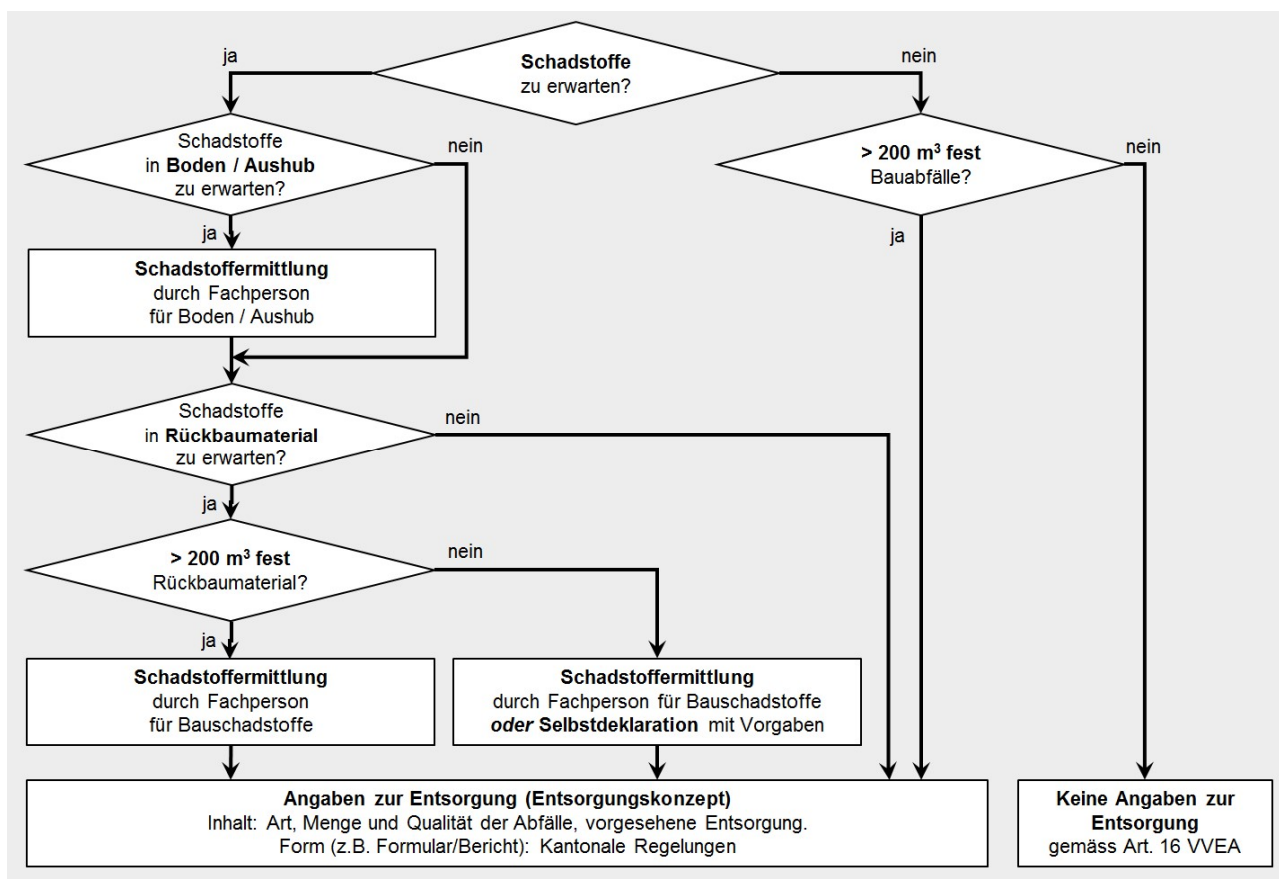 ja
Schadstoffe
zu erwarten?
nein
Schadstoffe
in Boden / Aushub
zu erwarten?
nein
> 200 m³ fest
Bauabfälle?
nein
ja
ja
Schadstoffermittlung
durch Fachperson
für Boden / Aushub
Schadstoffe
in Rückbaumaterial
zu erwarten?
nein
ja
> 200 m³ fest
Rückbaumaterial?
nein
ja
Schadstoffermittlung
durch Fachperson
für Bauschadstoffe
Schadstoffermittlung
durch Fachperson für Bauschadstoffe
oder Selbstdeklaration mit Vorgaben
Angaben zur Entsorgung (Entsorgungskonzept)
Inhalt: Art, Menge und Qualität der Abfälle, vorgesehene Entsorgung.
Form (z.B. Formular/Bericht): Kantonale Regelungen
Keine Angaben zur
Entsorgung
gemäss Art. 16 VVEA